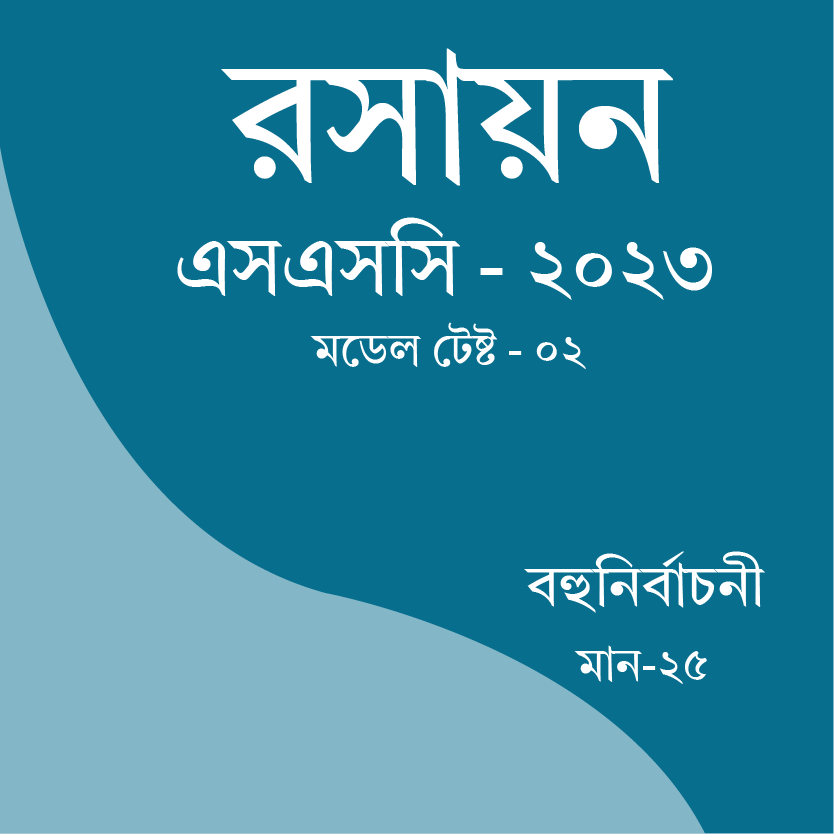 রসায়ন
এসএসসি - ২০২৩
মডেল টেষ্ট - ০২
বহুনির্বাচনী
মান-২৫